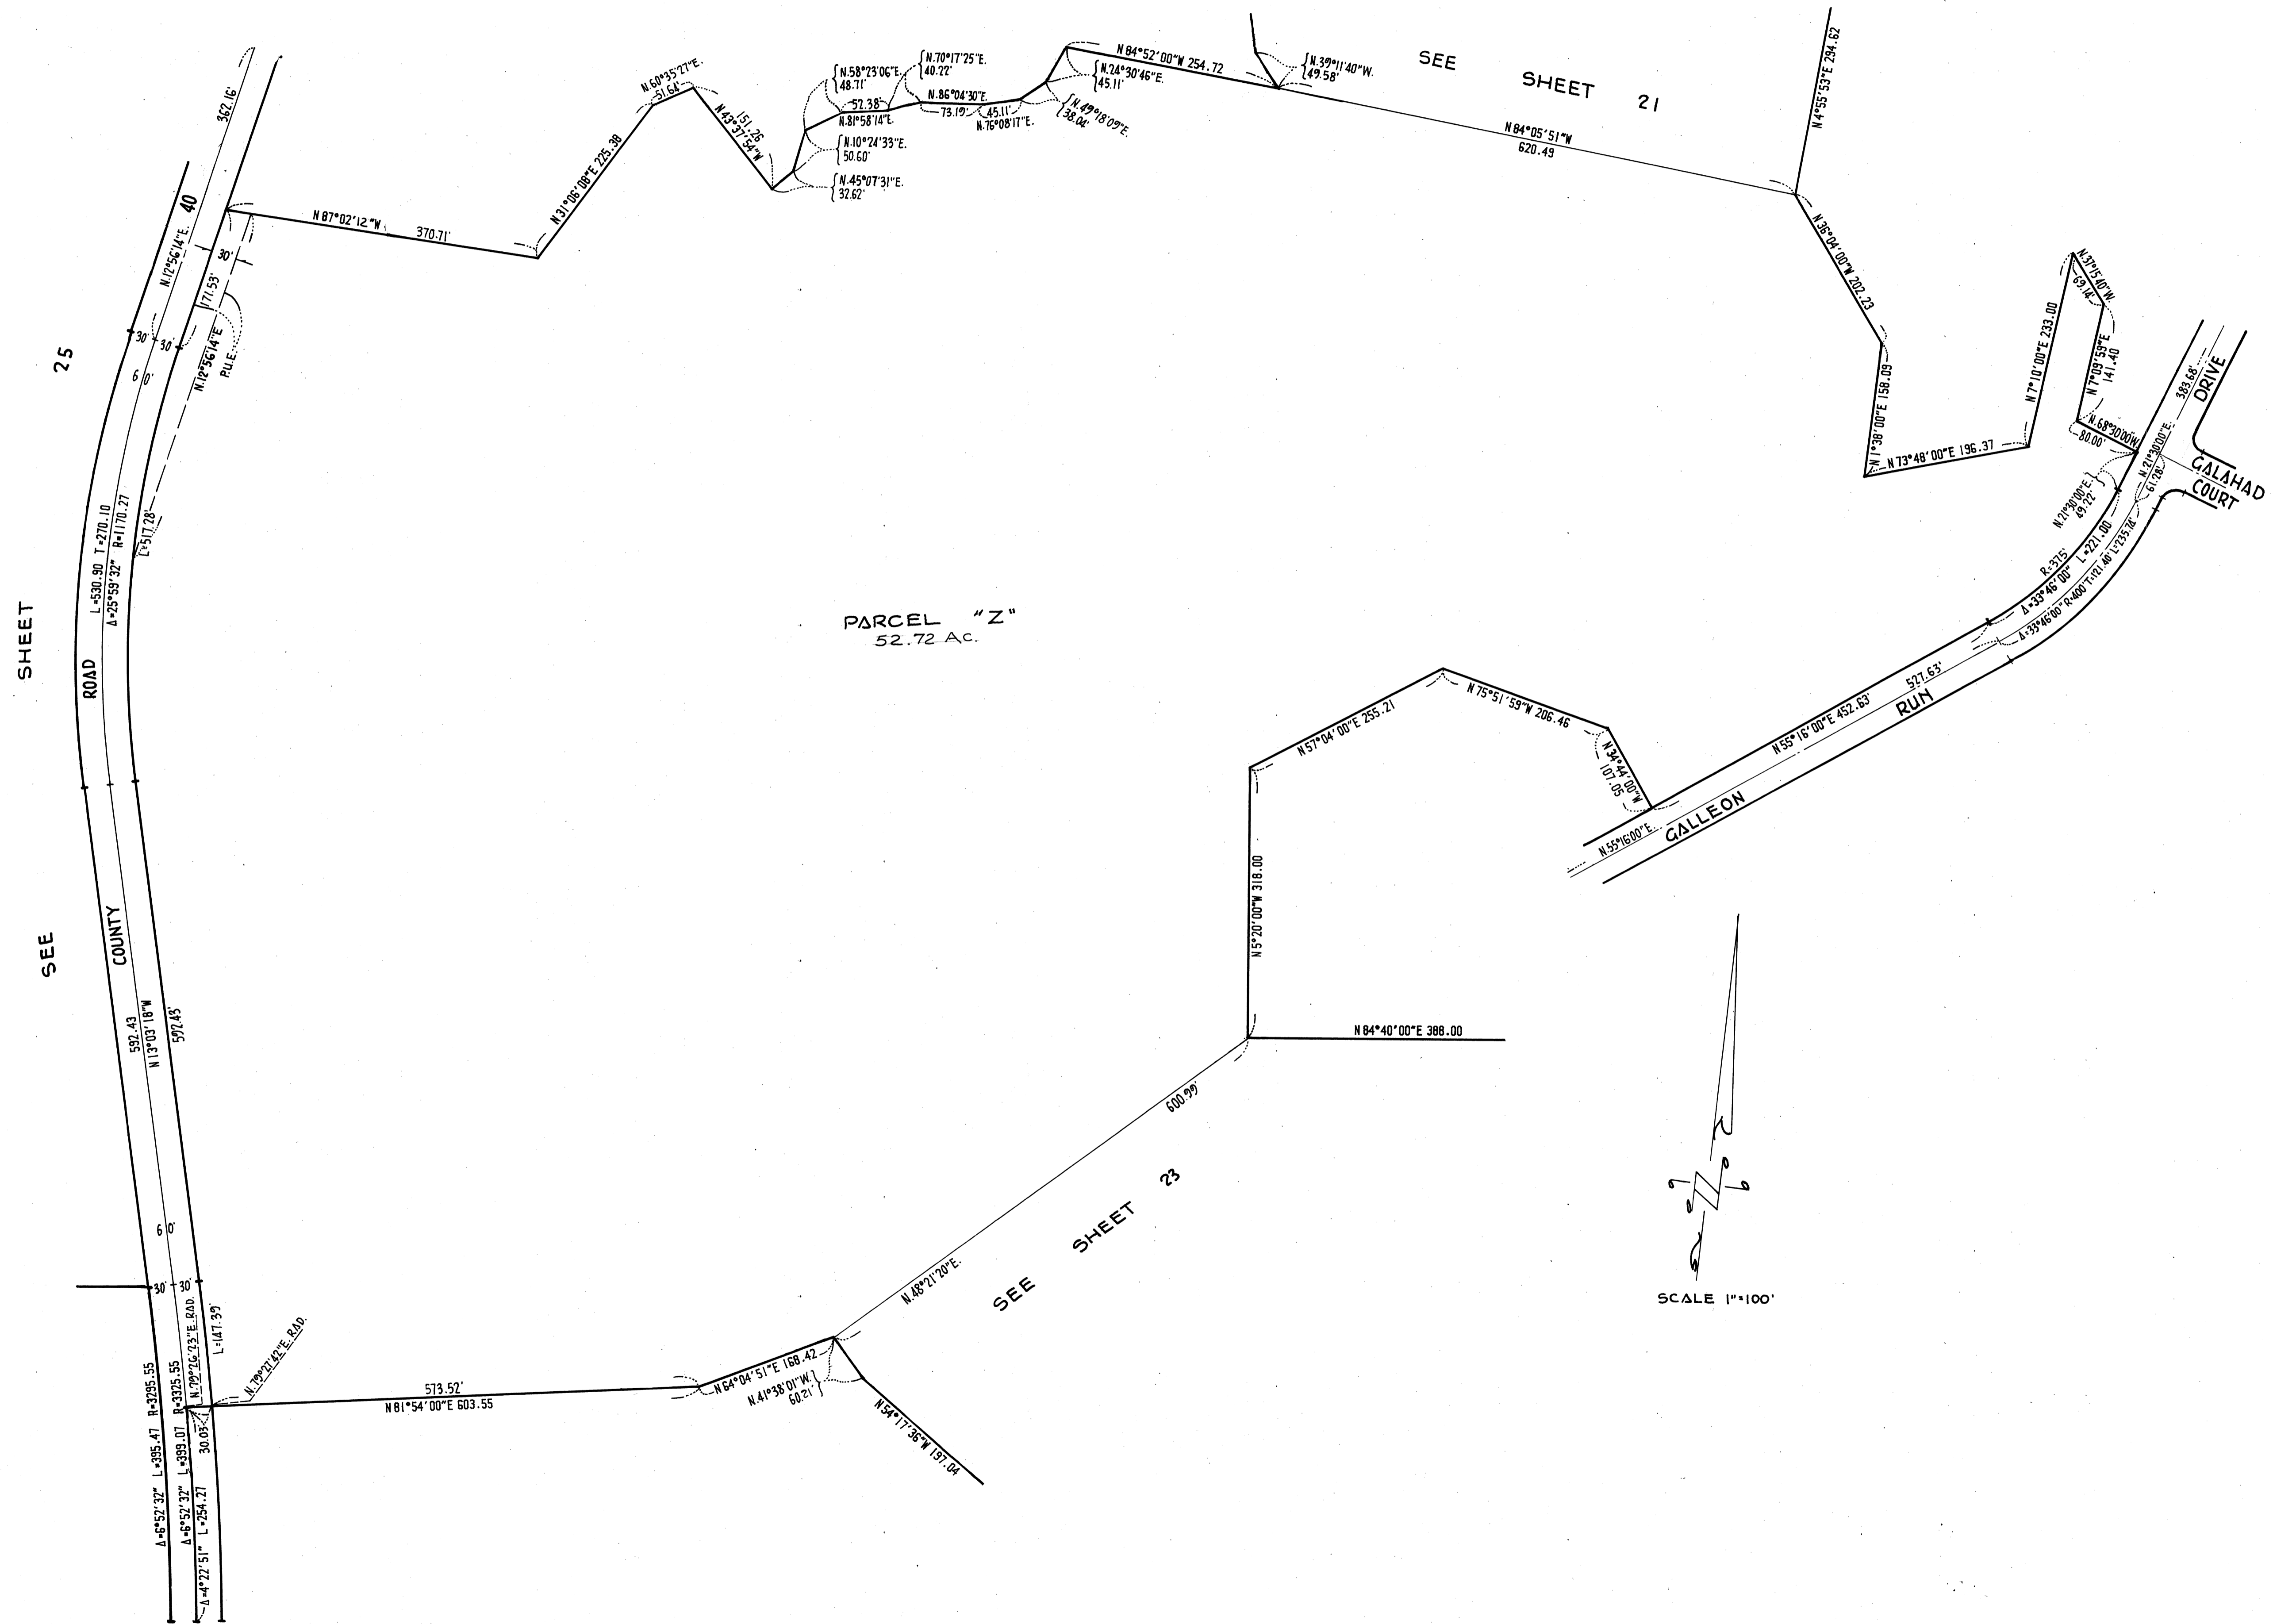 362.16'
N.60°35'27"E.
51.64'
N43°37'54"W
151.26
{N.58°23'06"E.
48.71'
{N.70°17'25"E.
40.22'
52.38'
N.81°58'14"E.
N.86°04'30"E.
73.19'
45.11'
N.76°08'17"E.
{N.10°24'33"E.
50.60'
{N.45°07'31"E.
32.62'
{N.24°30'46"E.
45.11'
{N.49°18'09"E.
38.04'
N 84°52'00"W 254.72
{N.39°11'40"W.
49.58'
SEE SHEET 21
N 84°05'51"W
620.49
N 4°55'53"E 294.62
N 31°06'08"E 225.38
N 87°02'12"W
370.71'
40
N.12°56'14"E.
30'
171.53'
N.12°56'14"E
P.U.E.
30'
30'
60'
SEE SHEET 25
N36°04'00"W 202.23
N 1°38'00"E 158.09
N 73°48'00"E 196.37
N 7°10'00"E 233.00
N.37°15'40"W.
69.14'
N 7°09'59"E
141.40
N.68°30'00"W.
80.00'
383.68'
DRIVE
N.21°30'00"E.
61.28'
GALAHAD
COURT
N.21°30'00"E.
49.22'
R=375'
Δ=33°46'00" L=221.00
Δ=33°46'00" R=400' T=121.40' L=235.74'
L=530.90 T=270.10
Δ=25°59'32" R=1170.27
L=517.28'
PARCEL "Z"
52.72 AC.
N 57°04'00"E 255.21
N 75°51'59"W 206.46
N34°44'00"W
107.05
N 55°16'00"E 452.63'
527.63'
GALLEON RUN
N.55°16'00"E.
COUNTY ROAD
N 5°20'00"W 318.00
N 84°40'00"E 388.00
592.43
N 13°03'18"W
592.43'
600.99'
N.48°21'20"E.
SEE SHEET 23
60'
30'
30'
N.79°26'23"E. RAD.
L=147.39'
N.79°27'42"E. RAD.
573.52'
N 81°54'00"E 603.55
N 64°04'51"E 168.42
N.41°38'01"W.}
60.21'
N54°17'36"W 197.04
30.03'
Δ=6°52'32" L=395.47 R=3295.55
Δ=6°52'32" L=399.07 R=3325.55
Δ=4°22'51" L=254.27
SCALE 1"=100'